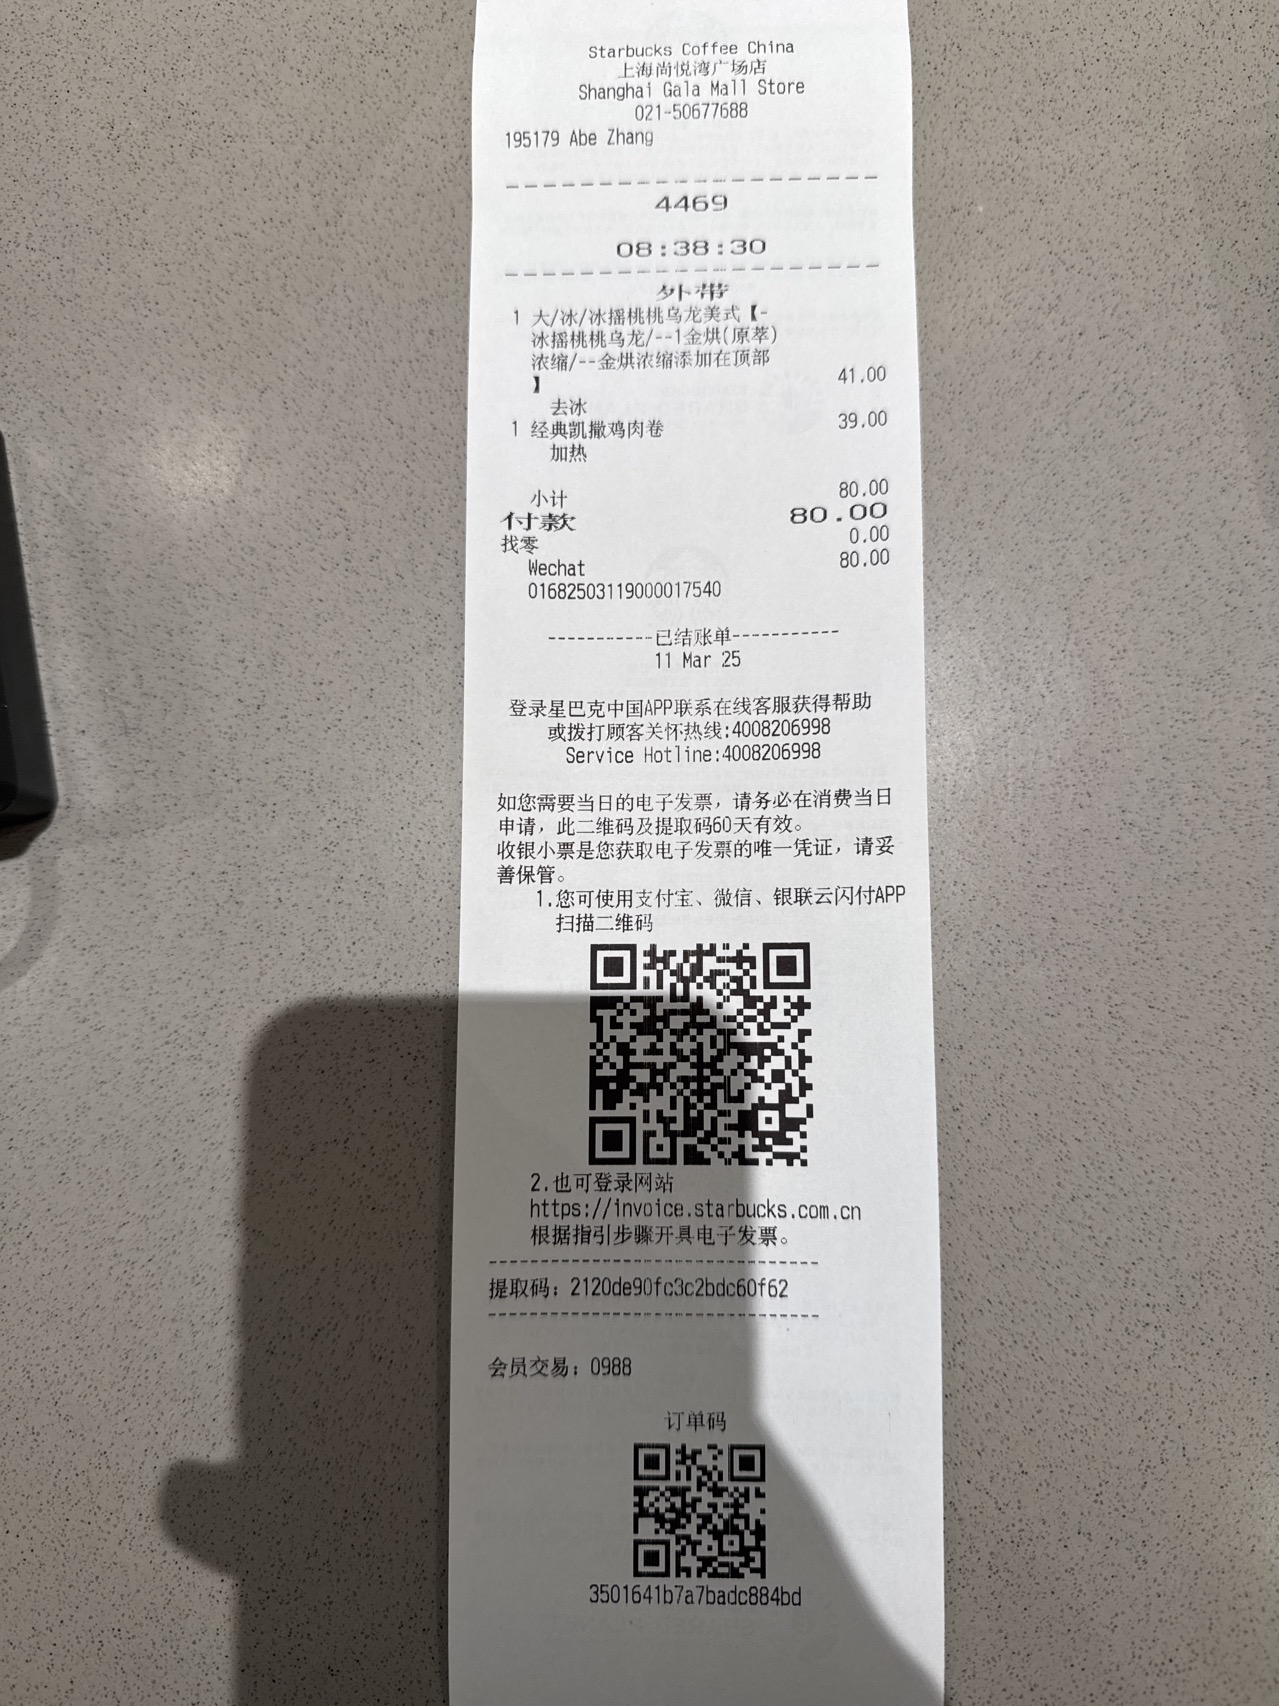 Starbucks Coffee China
上海尚悦湾广场店
Shanghai Gala Mall Store
021-50677688
195179 Abe Zhang
4469
08:38:30
外带
1 大/冰/冰摇桃桃乌龙美式【-
冰摇桃桃乌龙/--1金烘(原萃)
浓缩/--金烘浓缩添加在顶部
】 41.00
去冰
1 经典凯撒鸡肉卷 39.00
加热
小计 80.00
付款 80.00
找零 0.00
Wechat 80.00
01682503119000017540
-----------已结账单-----------
11 Mar 25
登录星巴克中国APP联系在线客服获得帮助
或拨打顾客关怀热线:4008206998
Service Hotline:4008206998
如您需要当日的电子发票，请务必在消费当日
申请，此二维码及提取码60天有效。
收银小票是您获取电子发票的唯一凭证，请妥
善保管。
1.您可使用支付宝、微信、银联云闪付APP
扫描二维码
2.也可登录网站
https://invoice.starbucks.com.cn
根据指引步骤开具电子发票。
提取码：2120de90fc3c2bdc60f62
会员交易：0988
订单码
3501641b7a7badc884bd